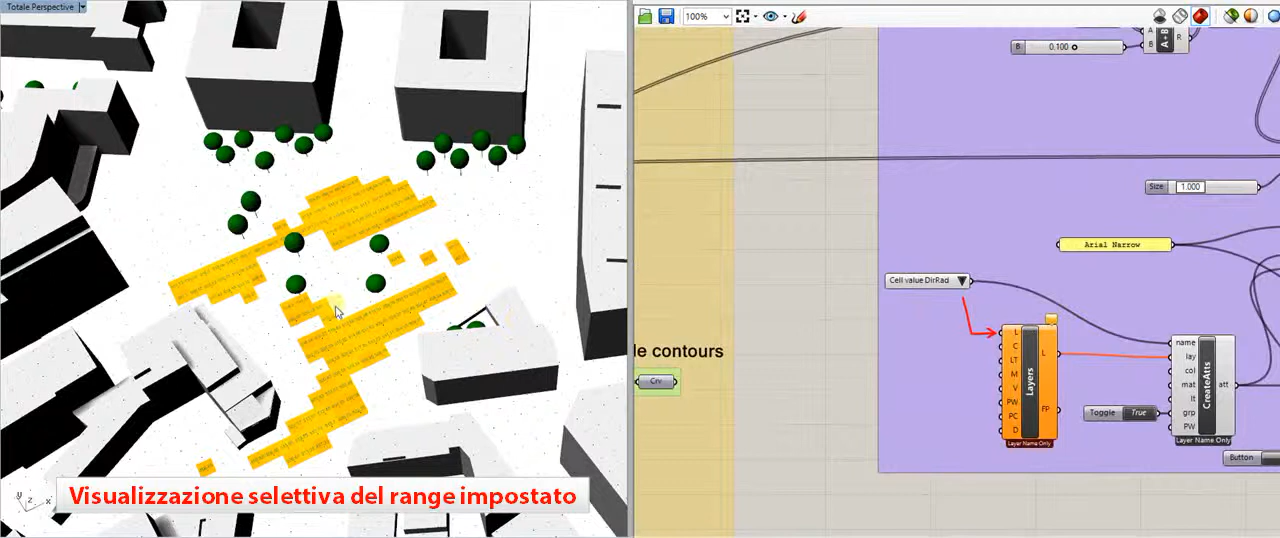 Totale Perspective
100%
B
0.100
A
B
A+B
R
Size
1.000
Arial Narrow
Cell value DirRad
le contours
Crv
L
C
LT
M
V
PW
PC
D
Layers
L
FP
Layer Name Only
name
lay
col
mat
lt
grp
PW
CreateAtts
att
Layer Name Only
Toggle
True
Button
y
z
x
Visualizzazione selettiva del range impostato